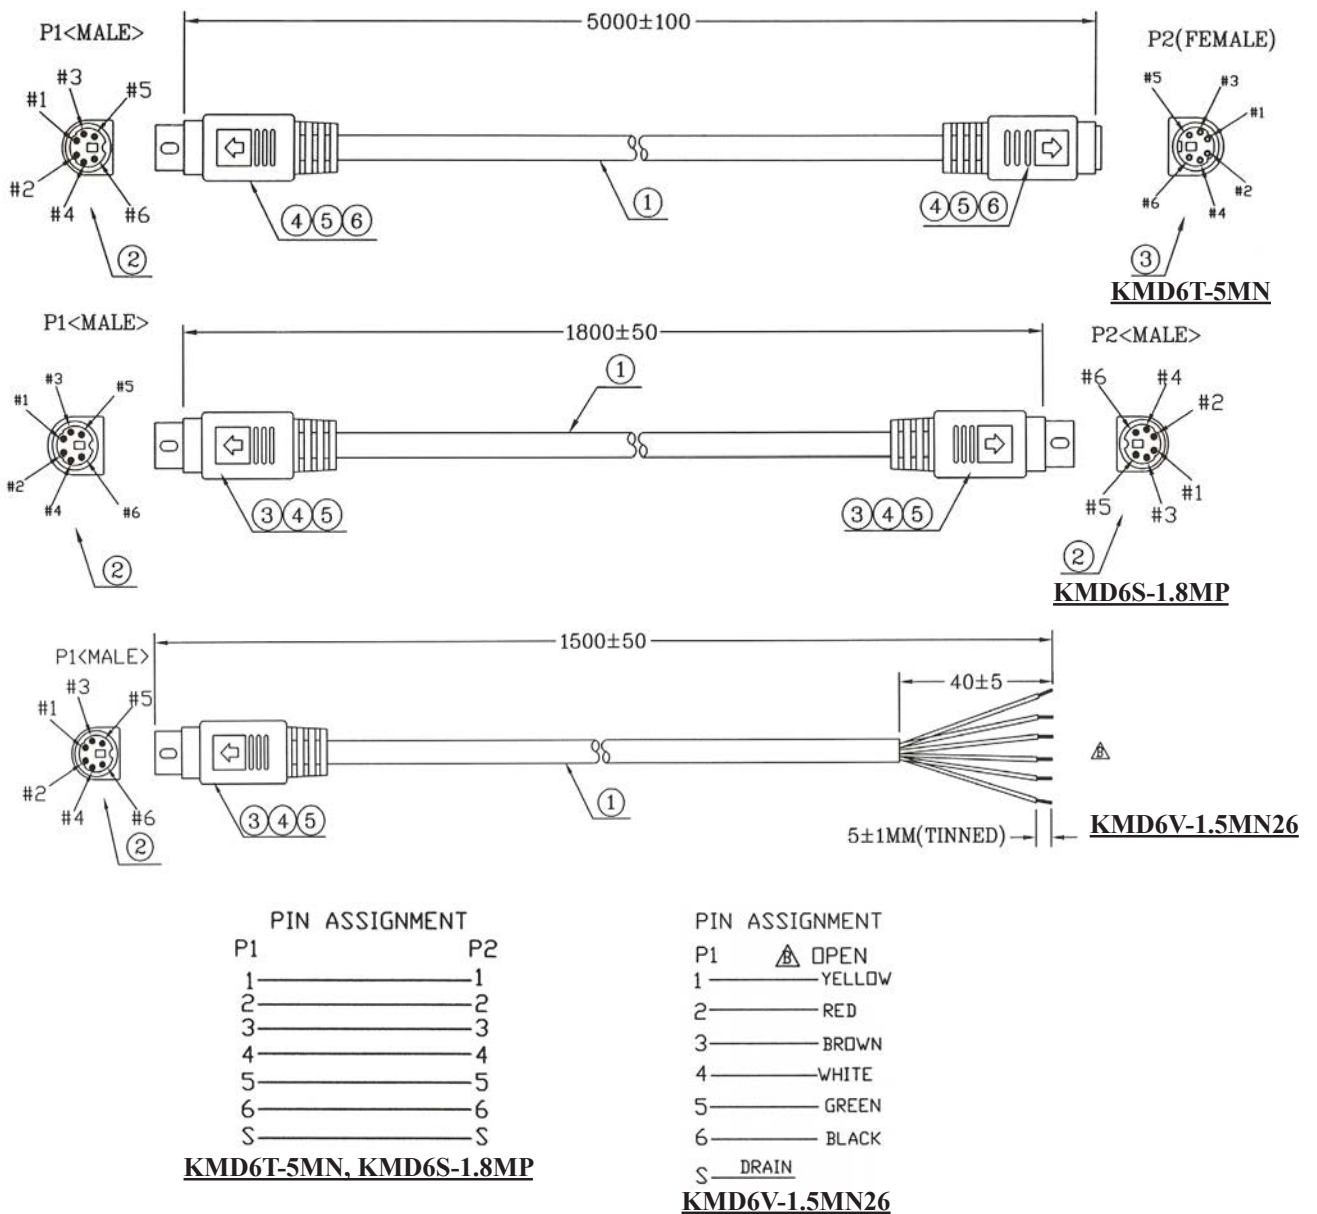 P1<MALE>
5000±100
P2(FEMALE)
#3
#5
#1
#2
#4
#6
②
④⑤⑥
①
④⑤⑥
#5
#3
#1
#2
#4
#6
③
KMD6T-5MN
P1<MALE>
1800±50
P2<MALE>
#3
#5
#1
#2
#4
#6
②
①
③④⑤
③④⑤
#6
#4
#2
#1
#3
#5
②
KMD6S-1.8MP
1500±50
P1<MALE>
40±5
#3
#5
#1
#2
#4
#6
②
③④⑤
①
B
5±1MM(TINNED)
KMD6V-1.5MN26
PIN ASSIGNMENT
P1 P2
1 1
2 2
3 3
4 4
5 5
6 6
S S
KMD6T-5MN, KMD6S-1.8MP
PIN ASSIGNMENT
P1 B OPEN
1 YELLOW
2 RED
3 BROWN
4 WHITE
5 GREEN
6 BLACK
S DRAIN
KMD6V-1.5MN26